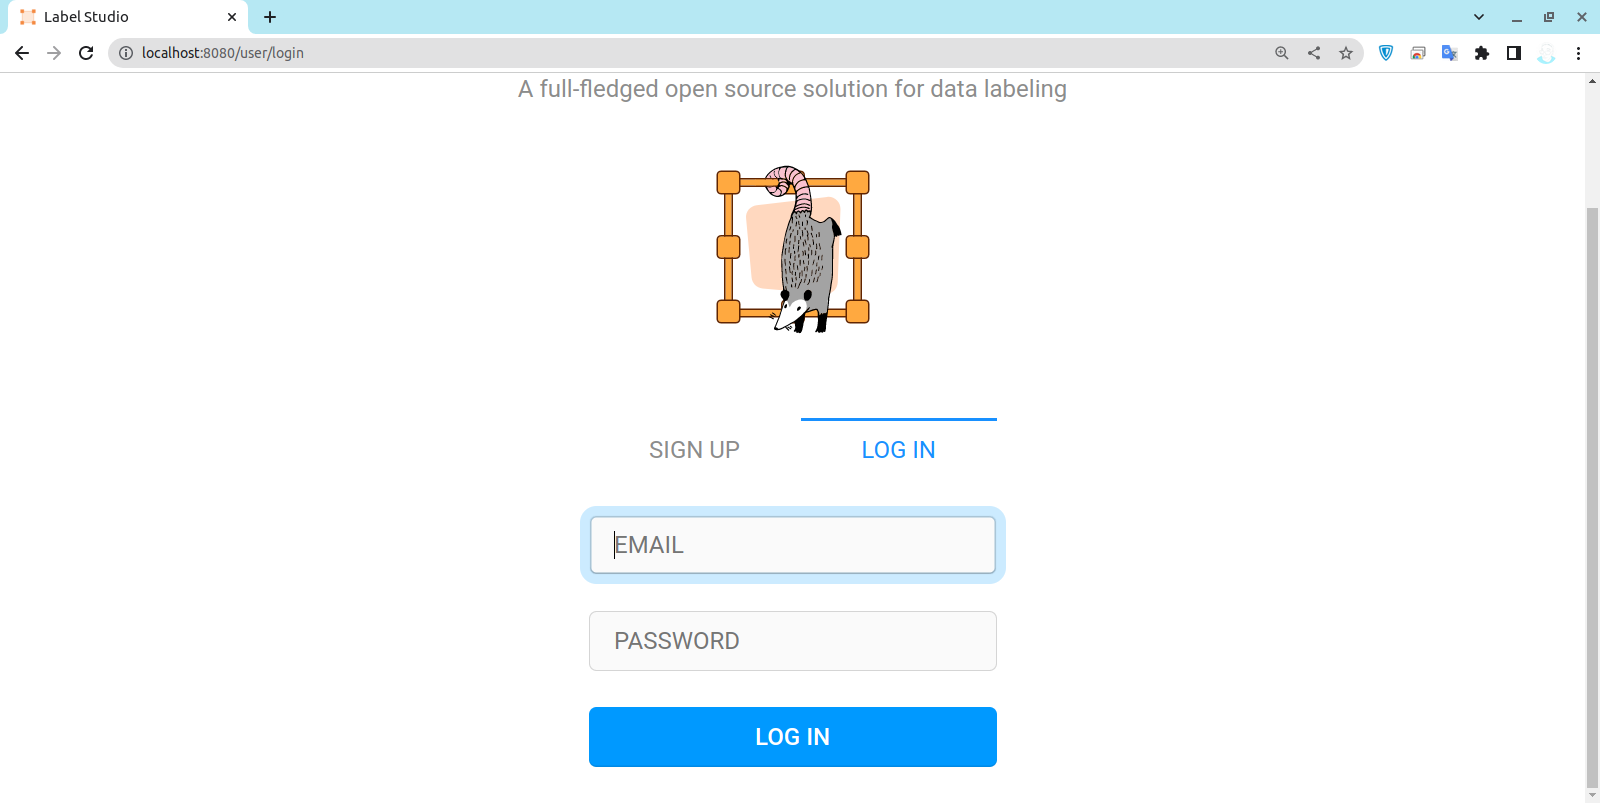 Label Studio
localhost:8080/user/login
A full-fledged open source solution for data labeling
SIGN UP
LOG IN
EMAIL
PASSWORD
LOG IN